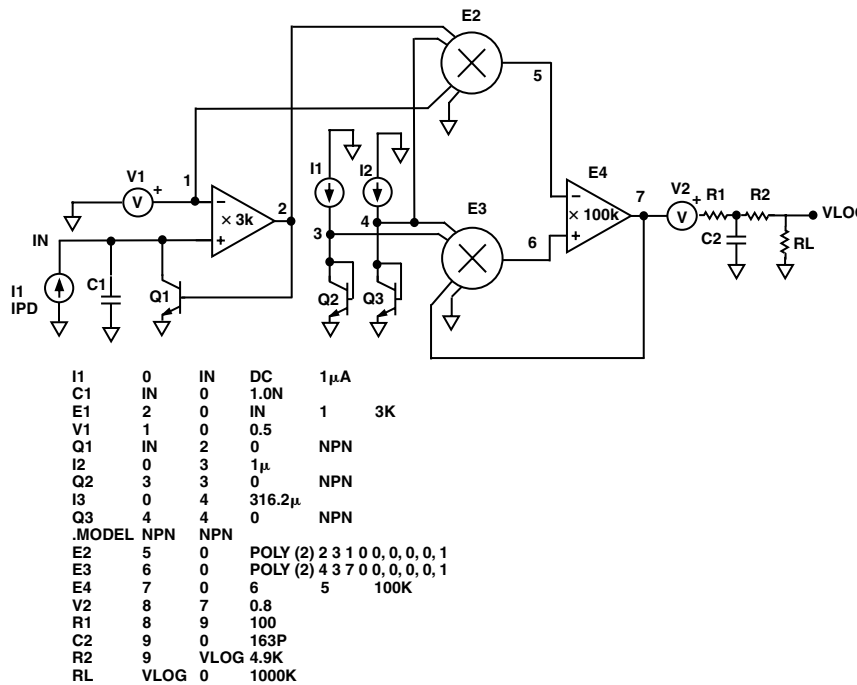 E2
5
I1
I2
E4
V1
1
+
V
–
× 3k
2
+
4
3
E3
6
–
× 100k
+
7
V2
+
V
R1
R2
VLO
C2
RL
IN
I1
IPD
C1
Q1
Q2
Q3
I1 0 IN DC 1µA
C1 IN 0 1.0N
E1 2 0 IN 1 3K
V1 1 0 0.5
Q1 IN 2 0 NPN
I2 0 3 1µ
Q2 3 3 0 NPN
I3 0 4 316.2µ
Q3 4 4 0 NPN
.MODEL NPN NPN
E2 5 0 POLY (2) 2 3 1 0 0, 0, 0, 0, 1
E3 6 0 POLY (2) 4 3 7 0 0, 0, 0, 0, 1
E4 7 0 6 5 100K
V2 8 7 0.8
R1 8 9 100
C2 9 0 163P
R2 9 VLOG 4.9K
RL VLOG 0 1000K